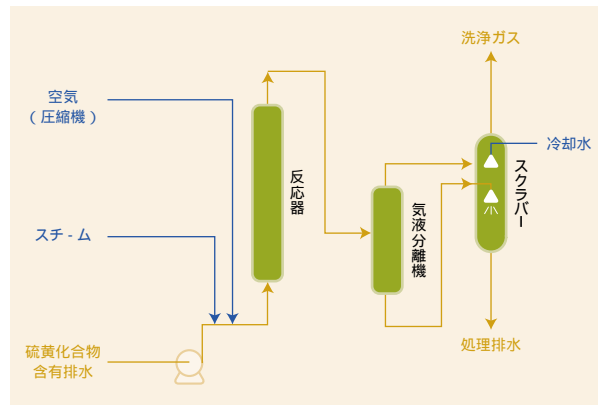 洗浄ガス
空気
(圧縮機)
冷却水
反応器
スクラバー
気液分離機
スチ-ム
硫黄化合物
含有排水
処理排水